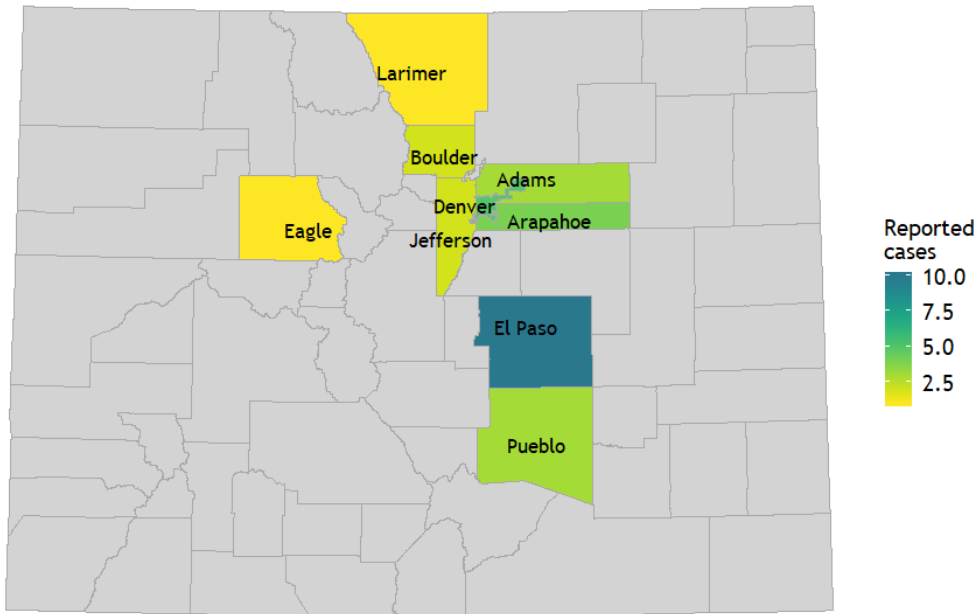 Larimer
Boulder
Adams
Denver
Arapahoe
Eagle
Jefferson
El Paso
Pueblo
Reported
cases
10.0
7.5
5.0
2.5